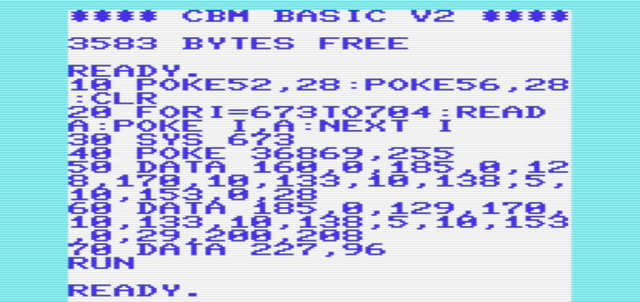 **** CBM BASIC V2 ****
3583 BYTES FREE
READY.
10 POKE52,28:POKE56,28
:CLR
20 FORI=673TO704:READ
A:POKE I,A:NEXT I
30 SYS 673
40 POKE 36869,255
50 DATA 160,0,185,0,12
8,170,10,133,10,138,5,
10,153,0,28
60 DATA 185,0,129,170,
10,133,10,138,5,10,153
,0,29,200,208
70 DATA 227,96
RUN
READY.